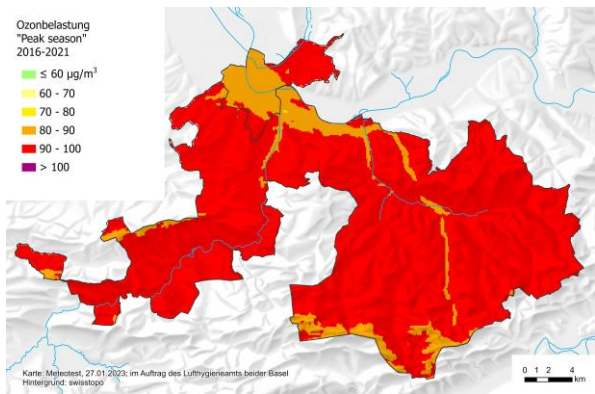 Ozonbelastung
"Peak season"
2016-2021
≤ 60 µg/m³
60 - 70
70 - 80
80 - 90
90 - 100
> 100
Karte: Meteotest, 27.01.2023; im Auftrag des Lufthygieneamts beider Basel
Hintergrund: swisstopo
0 1 2 4
km